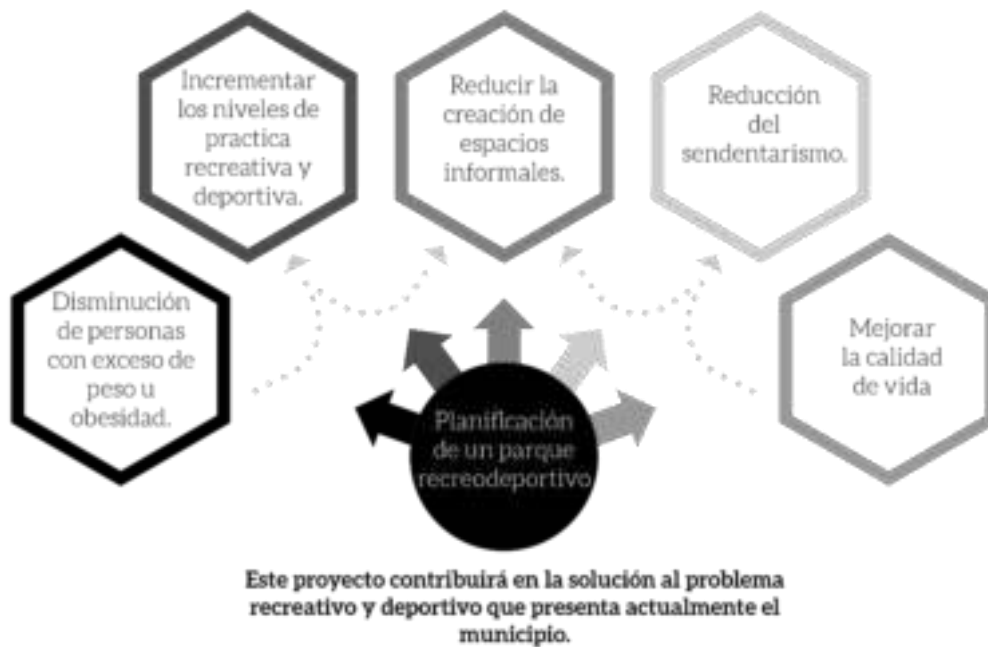 Incrementar
los niveles de
practica
recreativa y
deportiva.
Reducir la
creación de
espacios
informales.
Reducción
del
sendentarismo.
Disminución
de personas
con exceso de
peso u
obesidad.
Mejorar
la calidad
de vida
Planificación
de un parque
recreodeportivo
Este proyecto contribuirá en la solución al problema
recreativo y deportivo que presenta actualmente el
municipio.